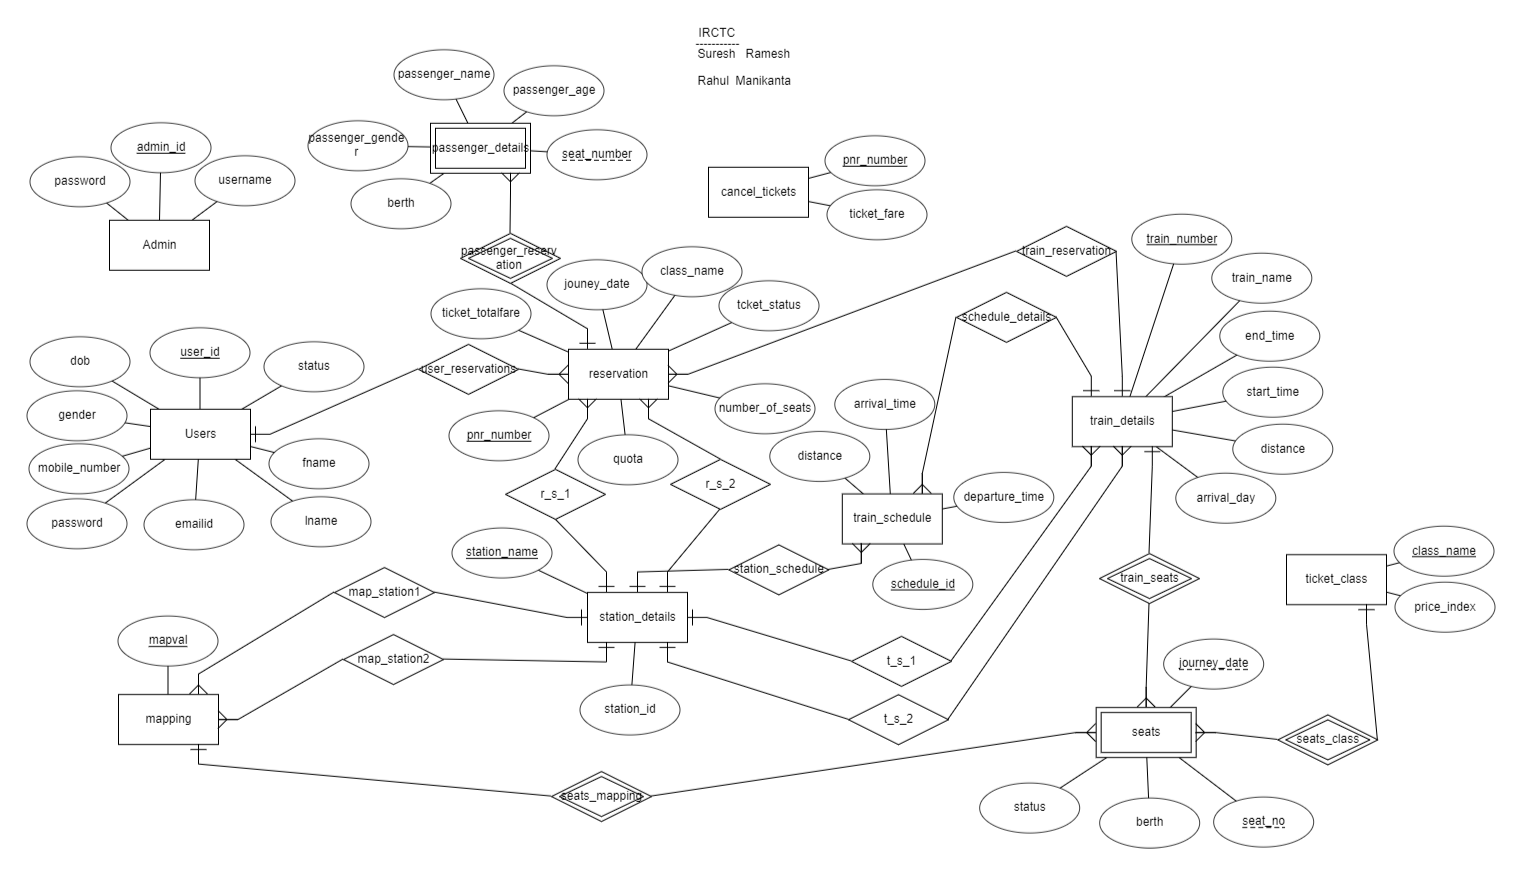 IRCTC
-----------
Suresh   Ramesh
Rahul  Manikanta
passenger_name
passenger_age
passenger_gende
r
passenger_details
seat_number
berth
admin_id
password
username
Admin
pnr_number
cancel_tickets
ticket_fare
passenger_reserv
ation
train_reservation
train_number
train_name
jouney_date
class_name
ticket_totalfare
tcket_status
schedule_details
end_time
user_id
dob
status
user_reservations
reservation
start_time
gender
number_of_seats
arrival_time
train_details
Users
pnr_number
quota
distance
distance
mobile_number
fname
r_s_1
r_s_2
departure_time
arrival_day
password
emailid
lname
train_schedule
station_name
station_schedule
schedule_id
train_seats
class_name
ticket_class
price_index
map_station1
station_details
mapval
map_station2
t_s_1
journey_date
mapping
station_id
t_s_2
seats
seats_class
seats_mapping
status
berth
seat_no